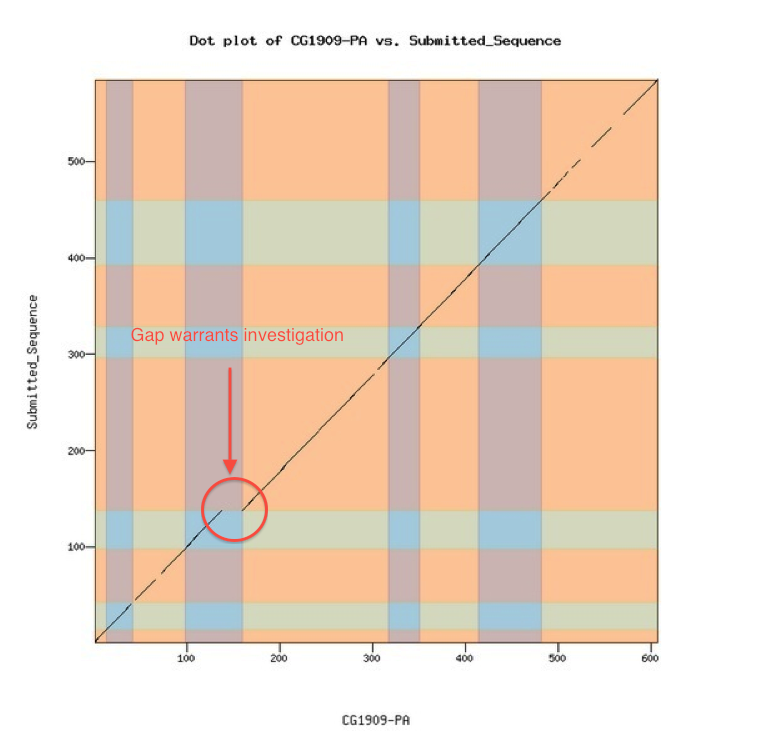 Dot plot of CG1909-PA vs. Submitted_Sequence
500
400
Gap warrants investigation
300
Submitted_Sequence
200
100
100 200 300 400 500 600
CG1909-PA